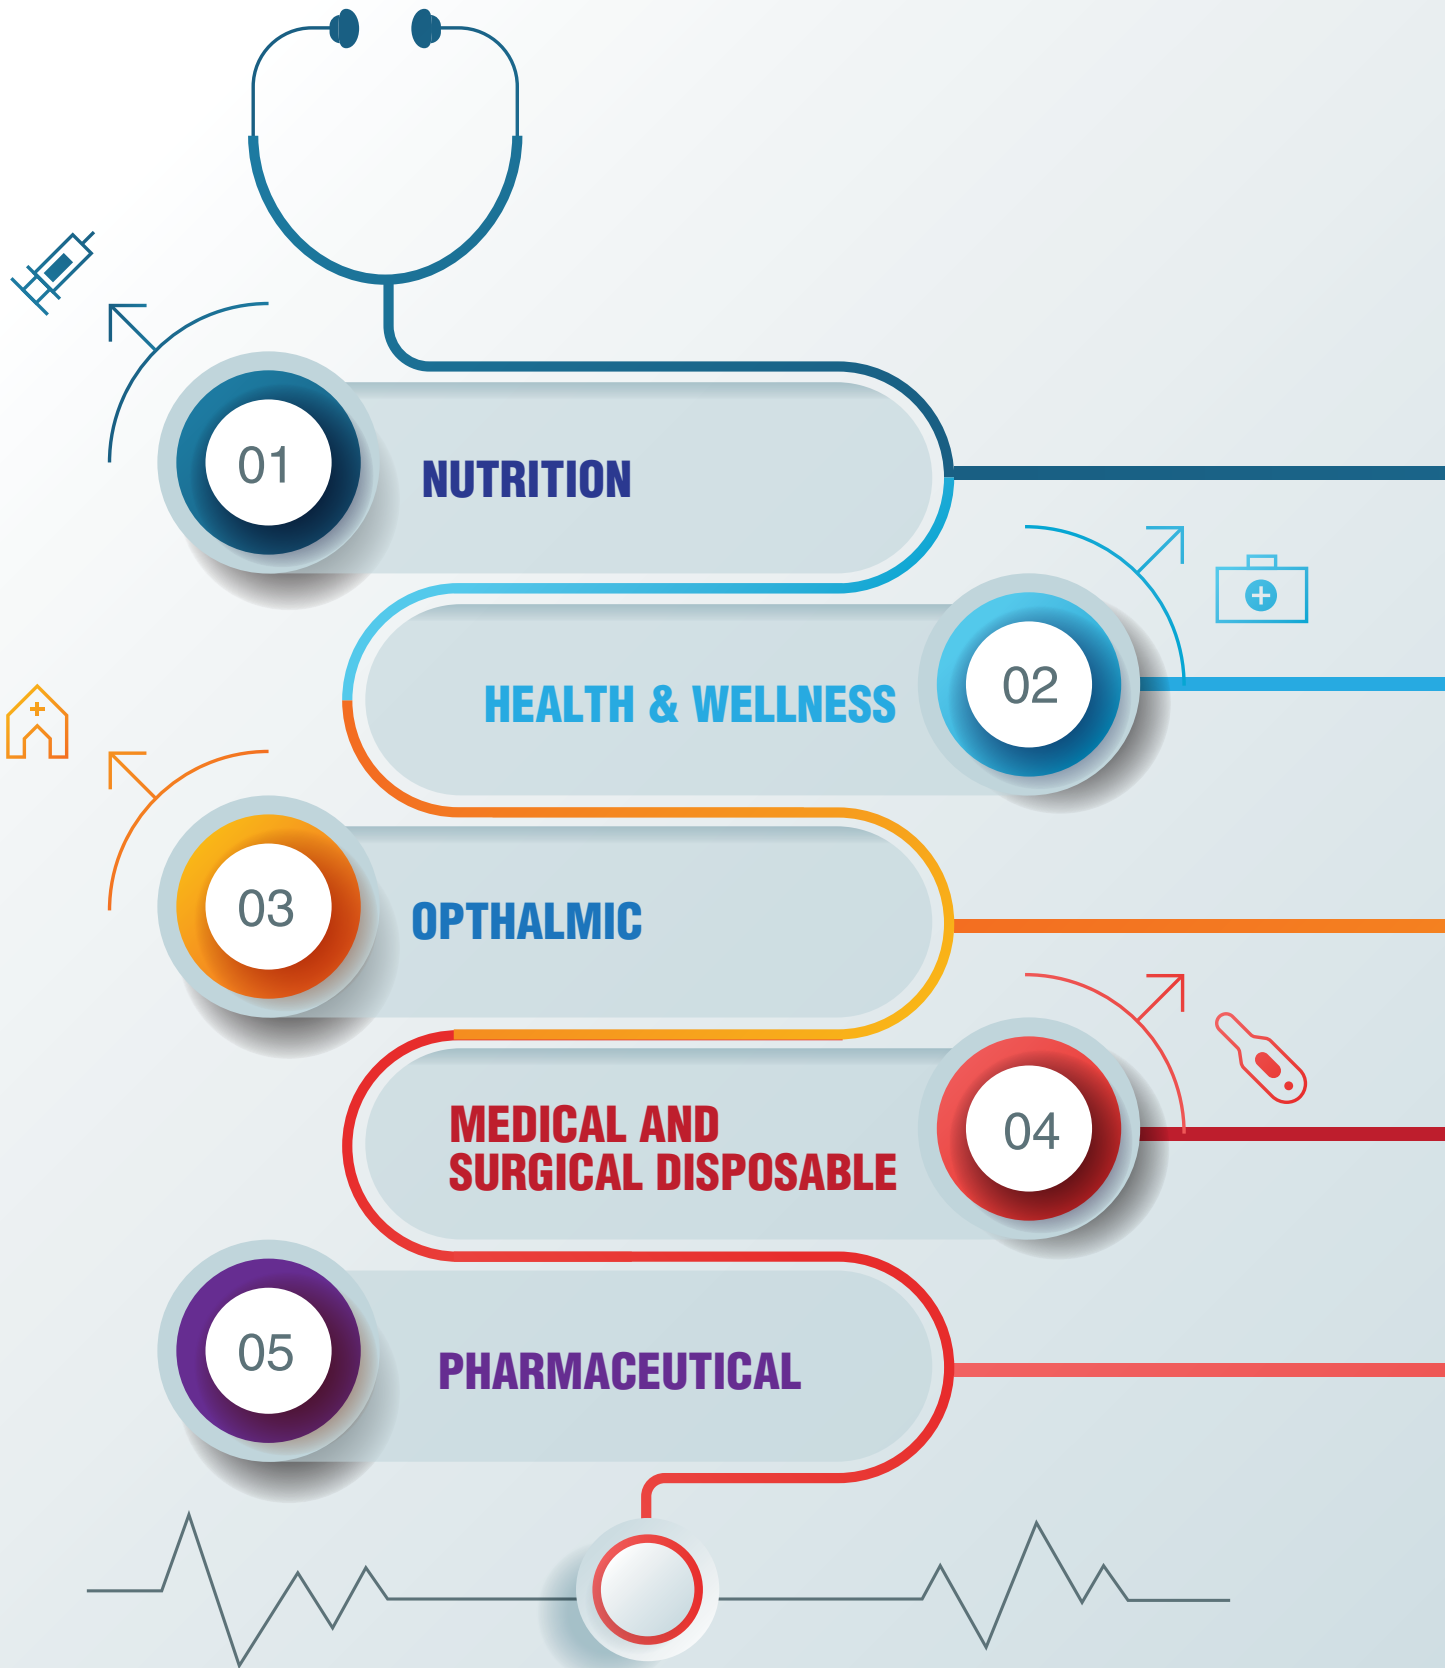 01
NUTRITION
HEALTH & WELLNESS
02
03
OPTHALMIC
MEDICAL AND
SURGICAL DISPOSABLE
04
05
PHARMACEUTICAL